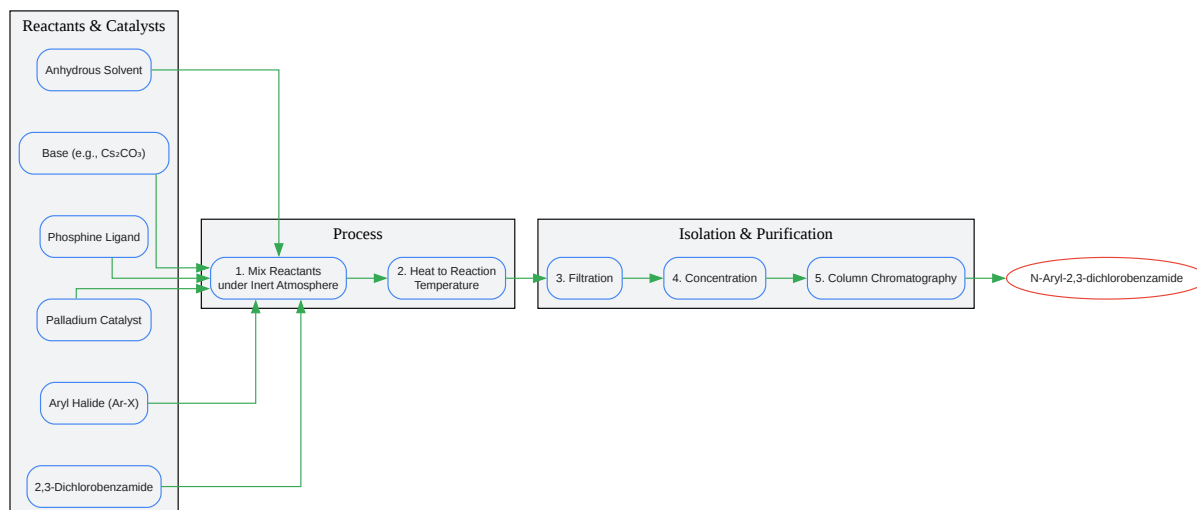 Reactants & Catalysts
Anhydrous Solvent
Base (e.g., Cs₂CO₃)
Phosphine Ligand
Palladium Catalyst
Aryl Halide (Ar-X)
2,3-Dichlorobenzamide
Process
1. Mix Reactants
under Inert Atmosphere
2. Heat to Reaction
Temperature
Isolation & Purification
3. Filtration
4. Concentration
5. Column Chromatography
N-Aryl-2,3-dichlorobenzamide